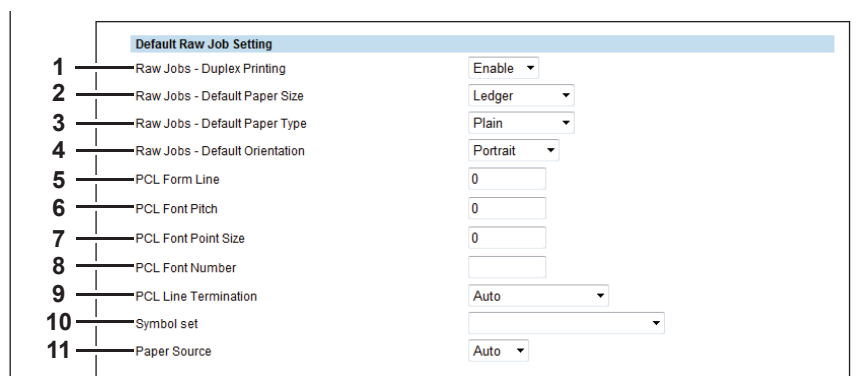 Default Raw Job Setting
1 Raw Jobs - Duplex Printing Enable
2 Raw Jobs - Default Paper Size Ledger
3 Raw Jobs - Default Paper Type Plain
4 Raw Jobs - Default Orientation Portrait
5 PCL Form Line 0
6 PCL Font Pitch 0
7 PCL Font Point Size 0
8 PCL Font Number
9 PCL Line Termination Auto
10 Symbol set
11 Paper Source Auto